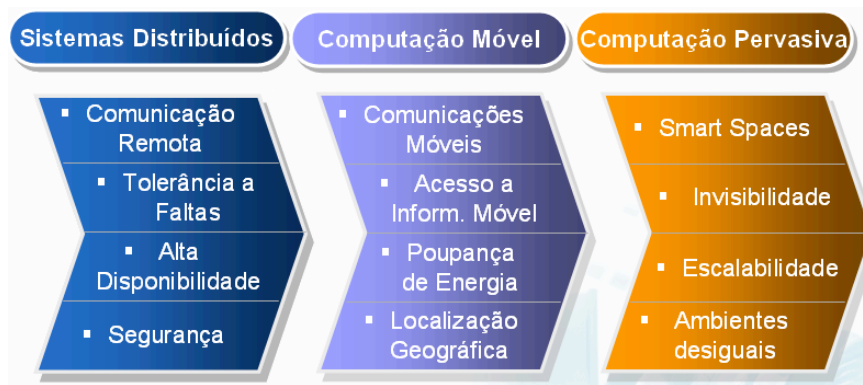 Sistemas Distribuídos
Comunicação
Remota
Tolerância a
Faltas
Alta
Disponibilidade
Segurança
Computação Móvel
Comunicações
Móveis
Acesso a
Inform. Móvel
Poupança
de Energia
Localização
Geográfica
Computação Pervasiva
Smart Spaces
Invisibilidade
Escalabilidade
Ambientes
desiguais